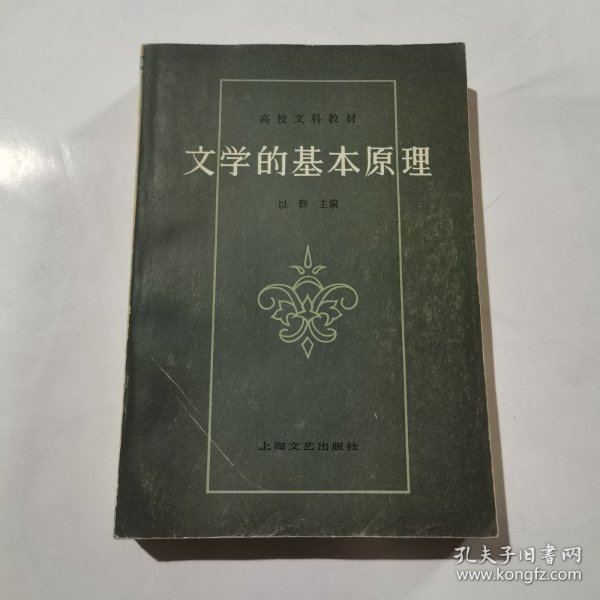 高校文科教材
文学的基本原理
以群 主编
上海文艺出版社
孔夫子旧书网
www.kongfz.com